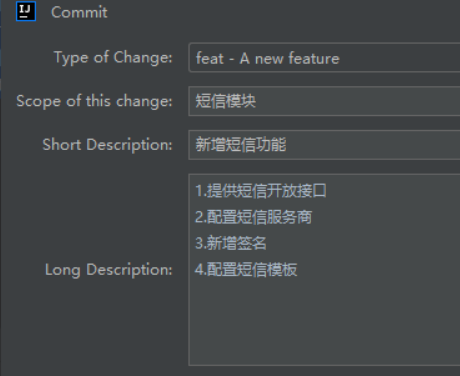 IJ
Commit
Type of Change: feat - A new feature
Scope of this change: 短信模块
Short Description: 新增短信功能
Long Description:
1.提供短信开放接口
2.配置短信服务商
3.新增签名
4.配置短信模板